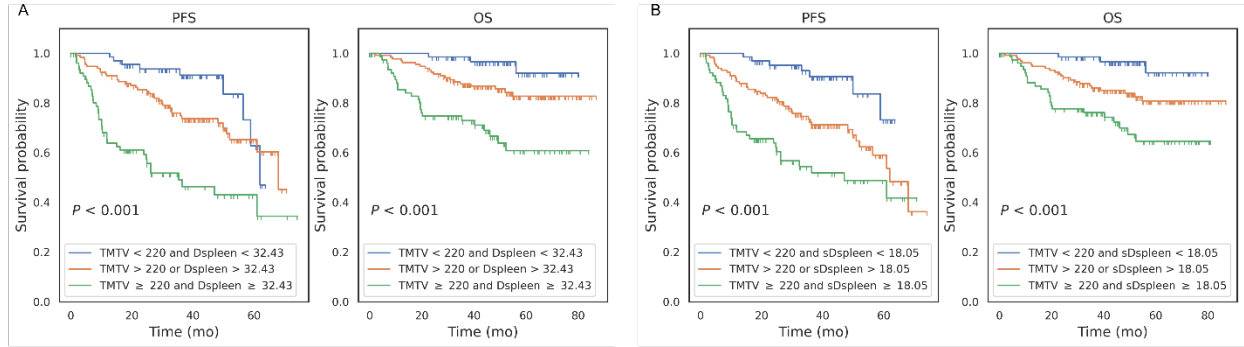 A
PFS
OS
Survival probability
1.0
0.8
0.6
0.4
0.2
0.0
P < 0.001
TMTV < 220 and Dspleen < 32.43
TMTV > 220 or Dspleen > 32.43
TMTV ≥ 220 and Dspleen ≥ 32.43
0 20 40 60
Time (mo)
Survival probability
1.0
0.8
0.6
0.4
0.2
0.0
P < 0.001
TMTV < 220 and Dspleen < 32.43
TMTV > 220 or Dspleen > 32.43
TMTV ≥ 220 and Dspleen ≥ 32.43
0 20 40 60 80
Time (mo)
B
PFS
OS
Survival probability
1.0
0.8
0.6
0.4
0.2
0.0
P < 0.001
TMTV < 220 and sDspleen < 18.05
TMTV > 220 or sDspleen > 18.05
TMTV ≥ 220 and sDspleen ≥ 18.05
0 20 40 60
Time (mo)
Survival probability
1.0
0.8
0.6
0.4
0.2
0.0
P < 0.001
TMTV < 220 and sDspleen < 18.05
TMTV > 220 or sDspleen > 18.05
TMTV ≥ 220 and sDspleen ≥ 18.05
0 20 40 60 80
Time (mo)